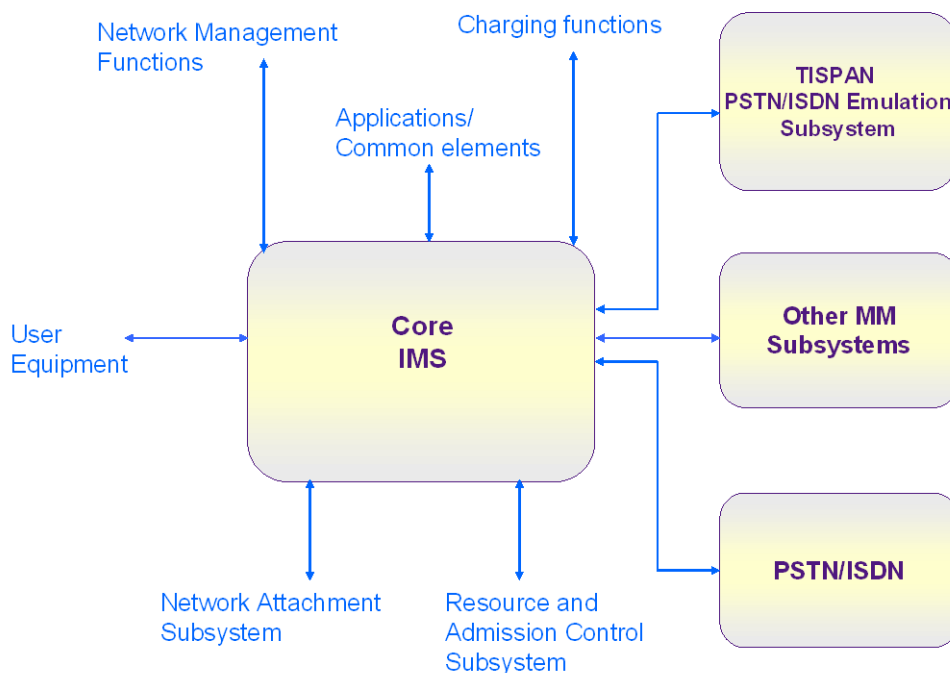 Network Management
Functions
Charging functions
TISPAN
PSTN/ISDN Emulation
Subsystem
Applications/
Common elements
User
Equipment
Core
IMS
Other MM
Subsystems
Network Attachment
Subsystem
Resource and
Admission Control
Subsystem
PSTN/ISDN